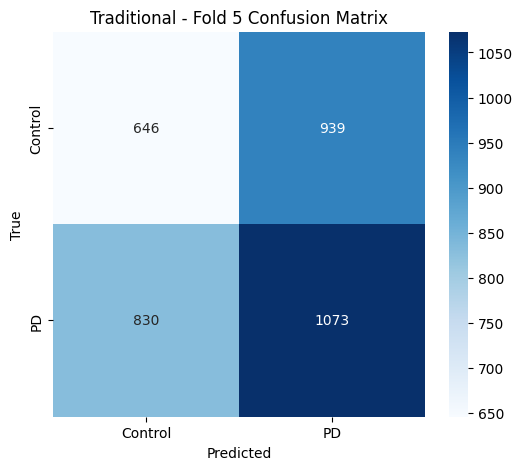 Traditional - Fold 5 Confusion Matrix
True
Control
646
939
PD
830
1073
Control
PD
Predicted
1050
1000
950
900
850
800
750
700
650